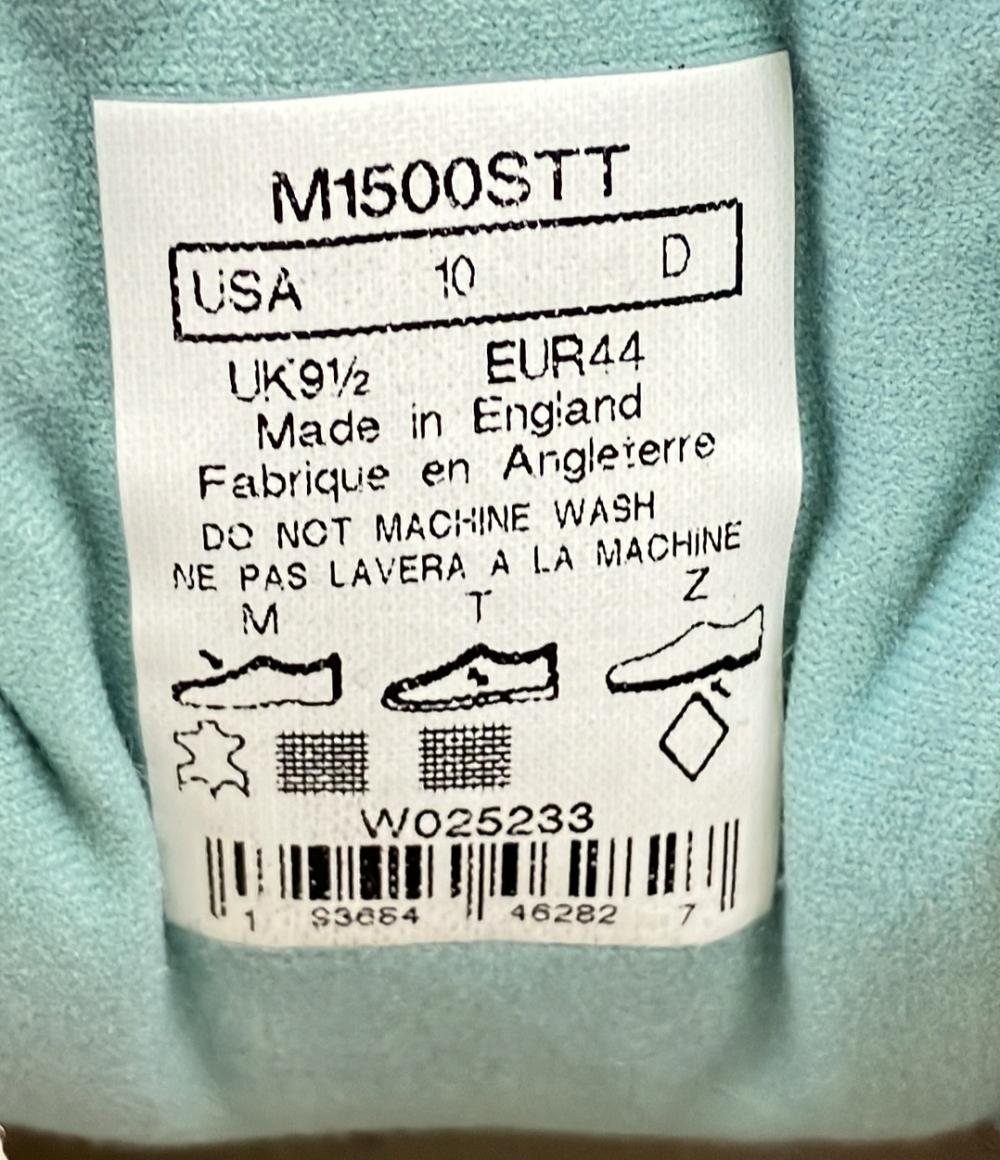 M1500STT
USA 10 D
UK9½ EUR44
Made in England
Fabrique en Angleterre
DO NOT MACHINE WASH
NE PAS LAVERA A LA MACHINE
M T Z
W025233
1 93684 46282 7